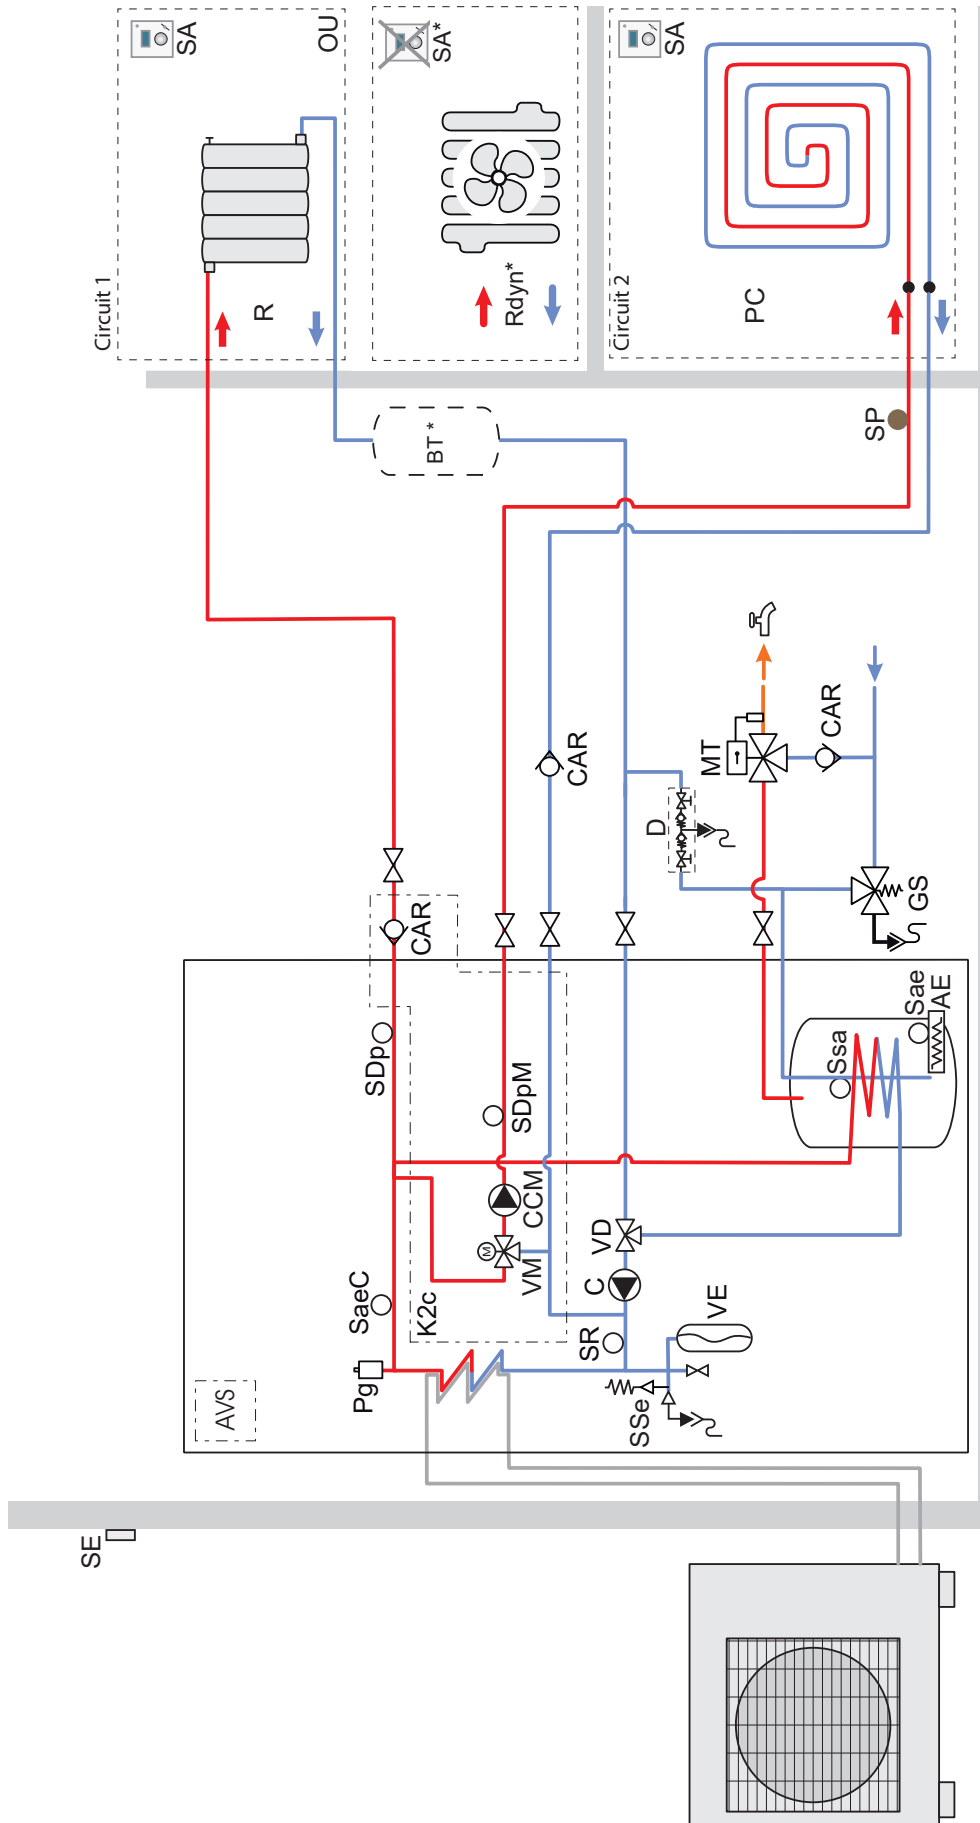 Circuit 1
SA
OU
R
SA*
Rdyn*
Circuit 2
SA
PC
BT *
SP
CAR
MT
CAR
D
GS
CAR
SDp
SDpM
Sae
AE
Ssa
CCM
VM
VD
C
SaeC
K2c
SR
VE
Pg
SSe
AVS
M
SE